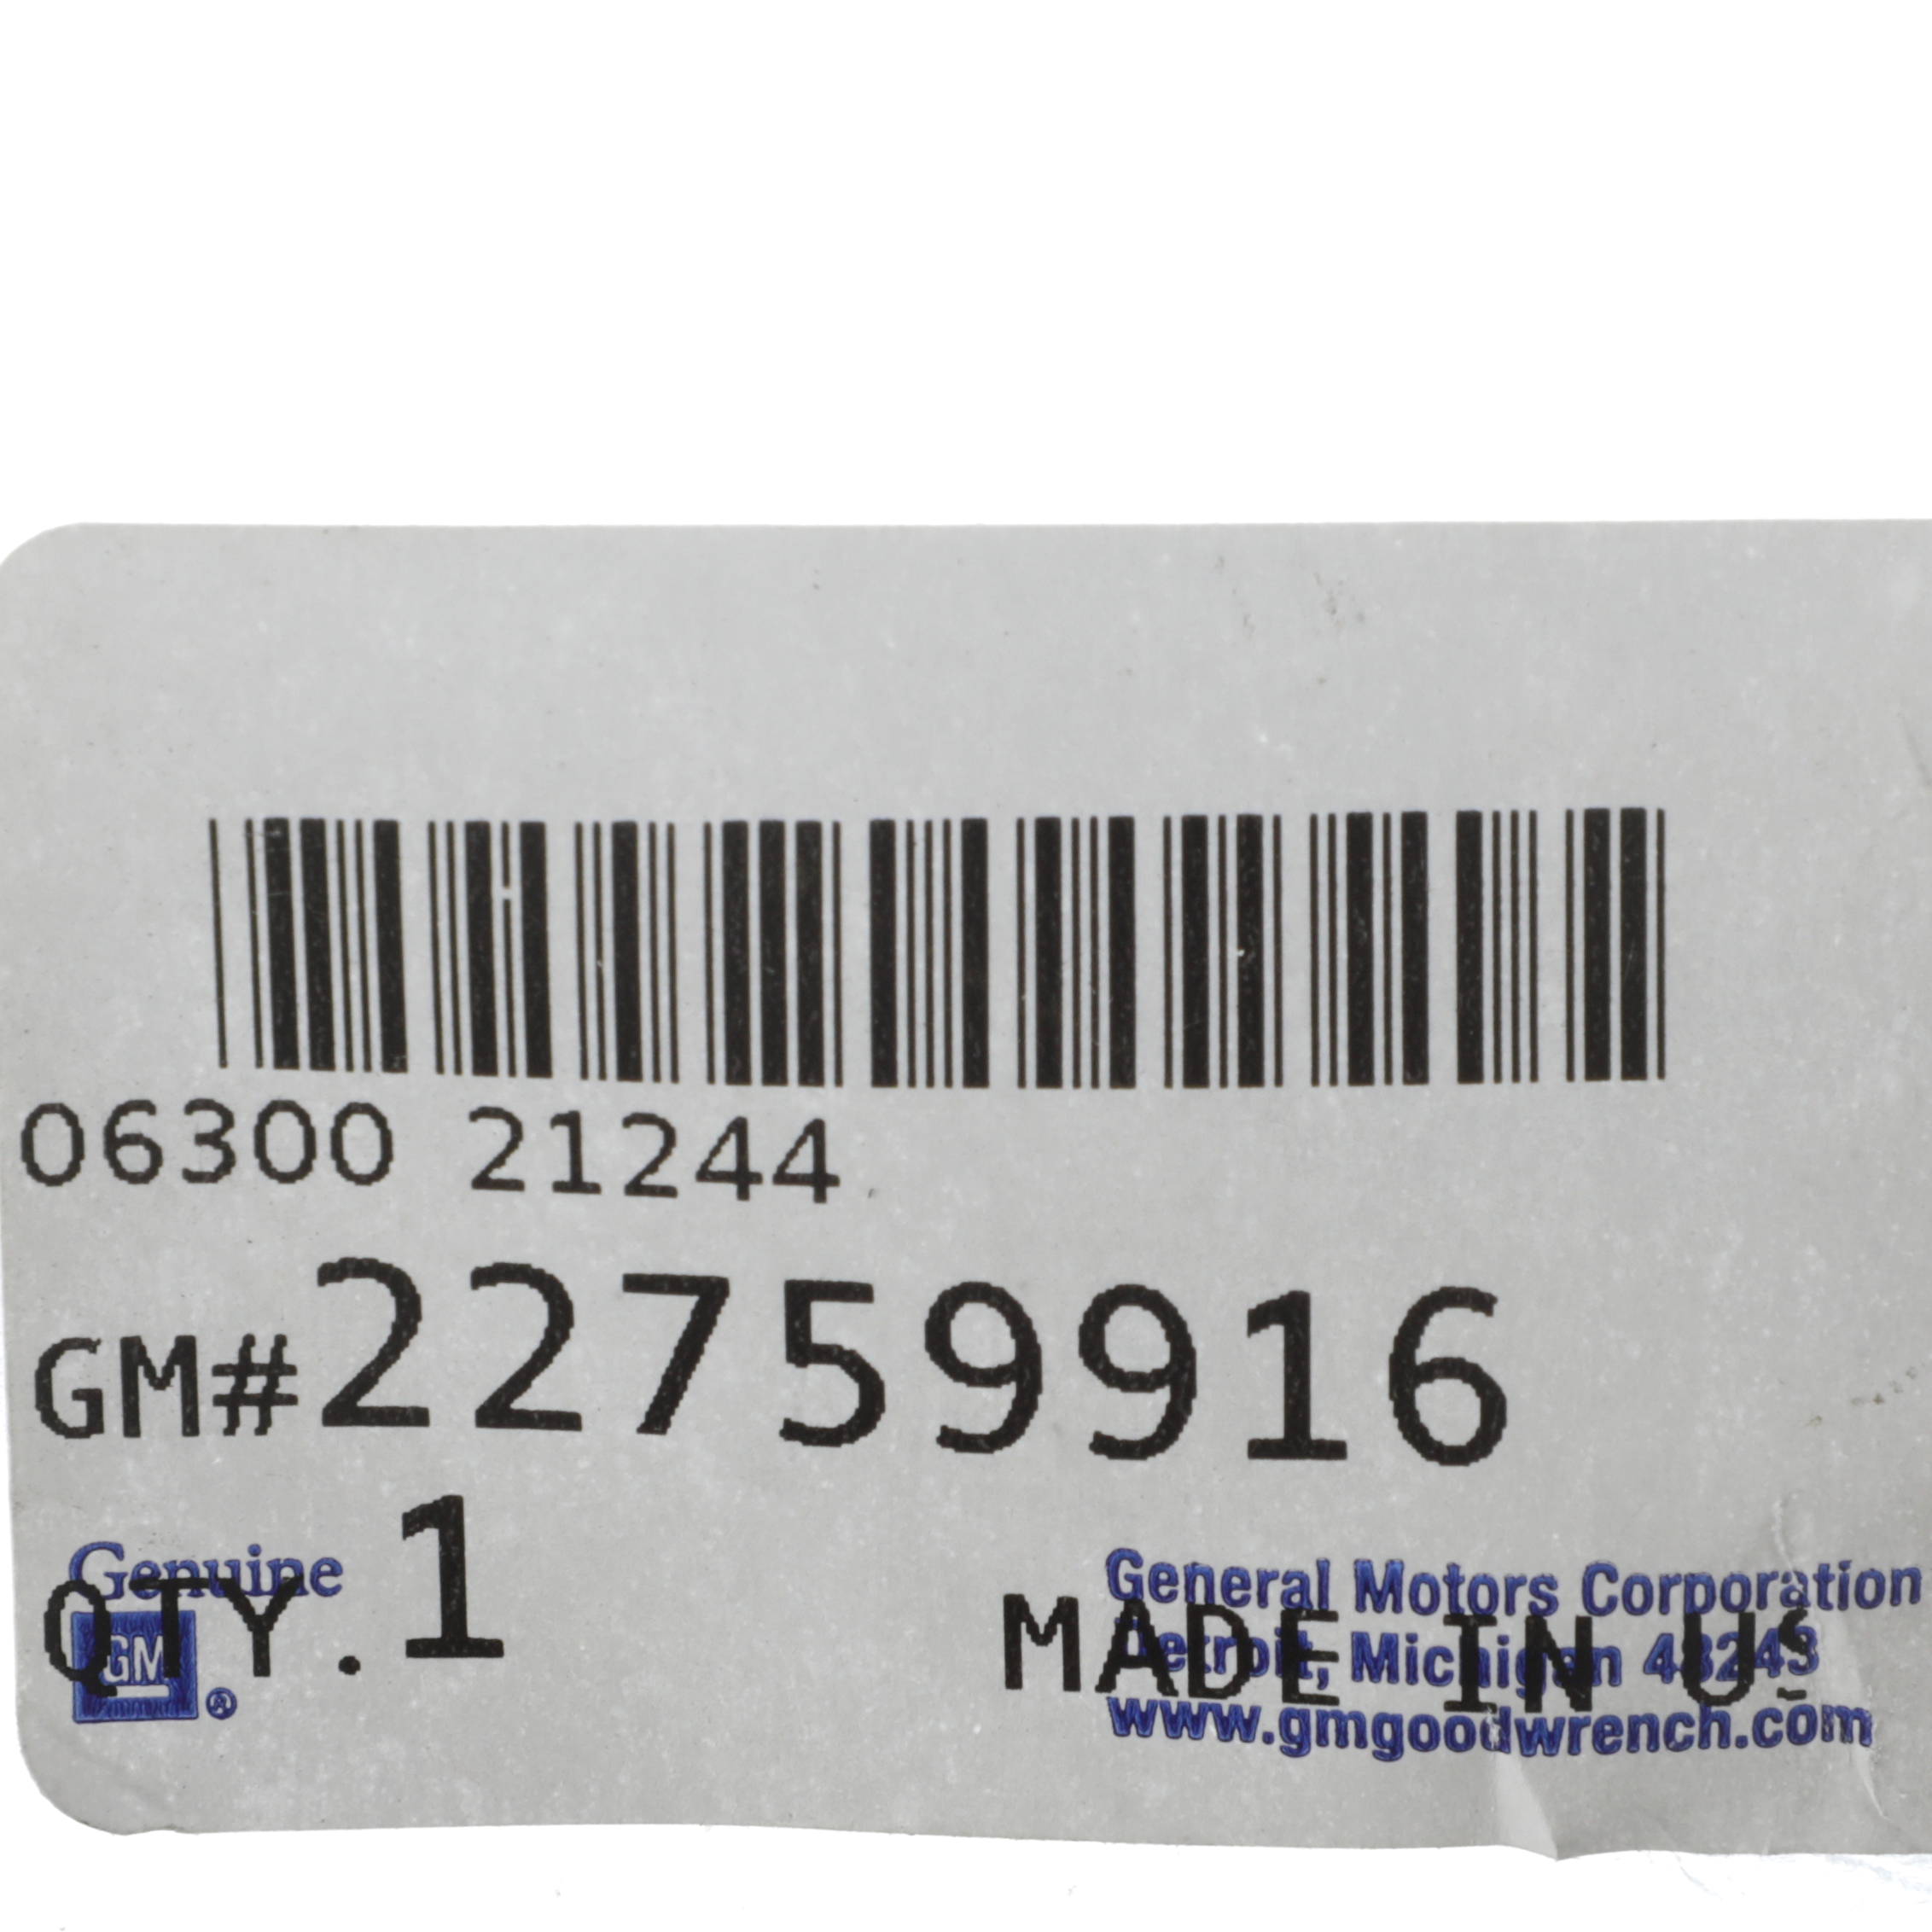 06300 21244
GM#22759916
Genuine
GM®
QTY.1
General Motors Corporation
Detroit, Michigan 48243
www.gmgoodwrench.com
MADE IN